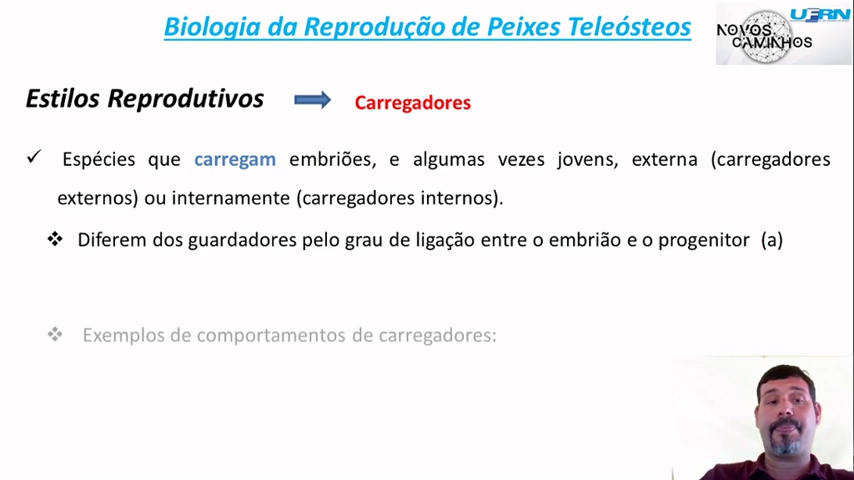 Biologia da Reprodução de Peixes Teleósteos
UFRN
NOVOS
CAMINHOS
Estilos Reprodutivos
Carregadores
Espécies que carregam embriões, e algumas vezes jovens, externa (carregadores
externos) ou internamente (carregadores internos).
Diferem dos guardadores pelo grau de ligação entre o embrião e o progenitor (a)
Exemplos de comportamentos de carregadores: